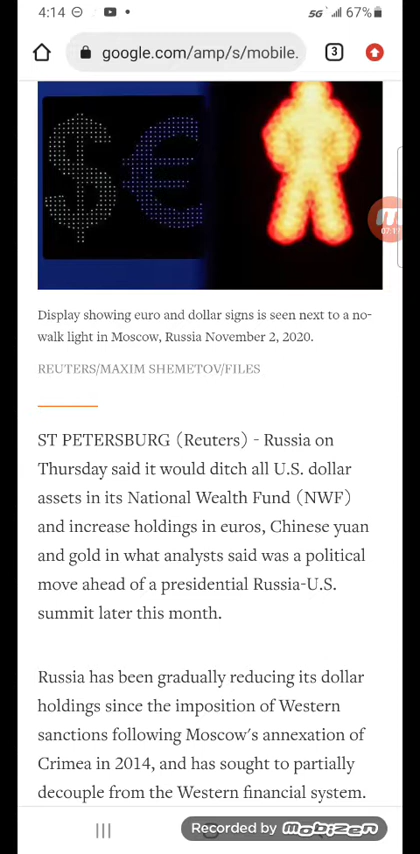 4:14
5G 67%
google.com/amp/s/mobile.
3
$€
07:1
Display showing euro and dollar signs is seen next to a no-
walk light in Moscow, Russia November 2, 2020.
REUTERS/MAXIM SHEMETOV/FILES
ST PETERSBURG (Reuters) - Russia on
Thursday said it would ditch all U.S. dollar
assets in its National Wealth Fund (NWF)
and increase holdings in euros, Chinese yuan
and gold in what analysts said was a political
move ahead of a presidential Russia-U.S.
summit later this month.
Russia has been gradually reducing its dollar
holdings since the imposition of Western
sanctions following Moscow's annexation of
Crimea in 2014, and has sought to partially
decouple from the Western financial system.
Recorded by mobizen